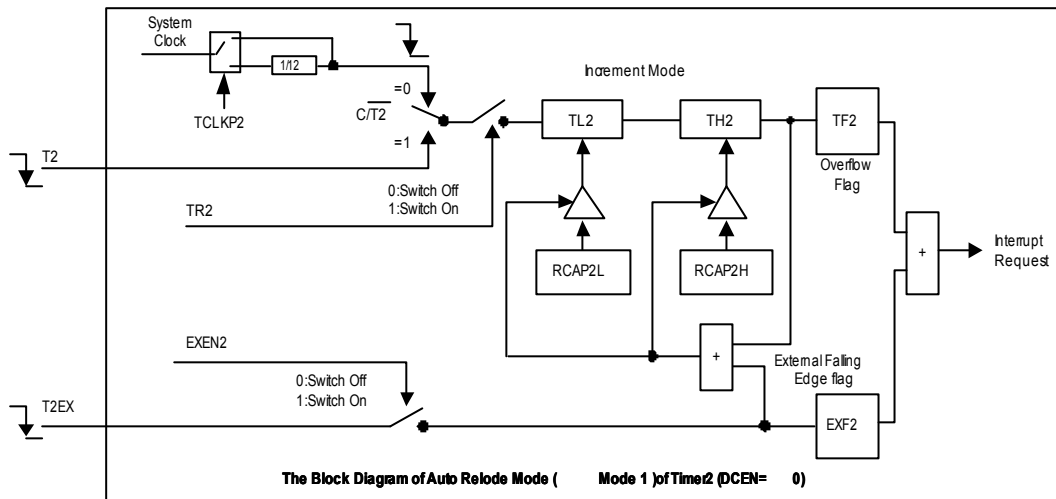 System
Clock
1/12
TCLKP2
Increment Mode
=0
C/T2
=1
TL2
TH2
TF2
Overflow
Flag
T2
0:Switch Off
1:Switch On
TR2
RCAP2L
RCAP2H
+
Interrupt
Request
EXEN2
+
External Falling
Edge flag
0:Switch Off
1:Switch On
T2EX
EXF2
The Block Diagram of Auto Relode Mode ( Mode 1 )of Timer2 (DCEN= 0)